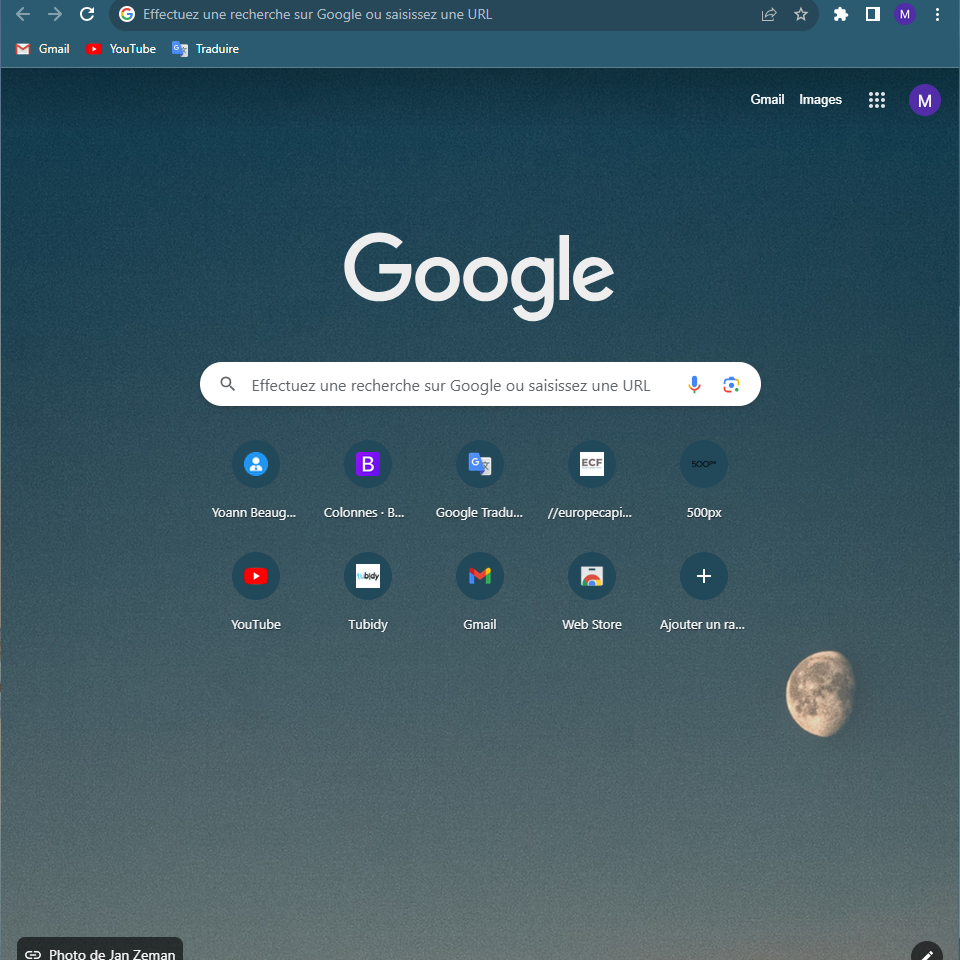 Effectuez une recherche sur Google ou saisissez une URL
M
Gmail
YouTube
Traduire
Gmail Images
M
Google
Effectuez une recherche sur Google ou saisissez une URL
B
G
ECF
500px
Yoann Beaug...
Colonnes · B...
Google Tradu...
//europecapi...
500px
tubidy
YouTube
Tubidy
Gmail
Web Store
Ajouter un ra...
Photo de Jan Zeman